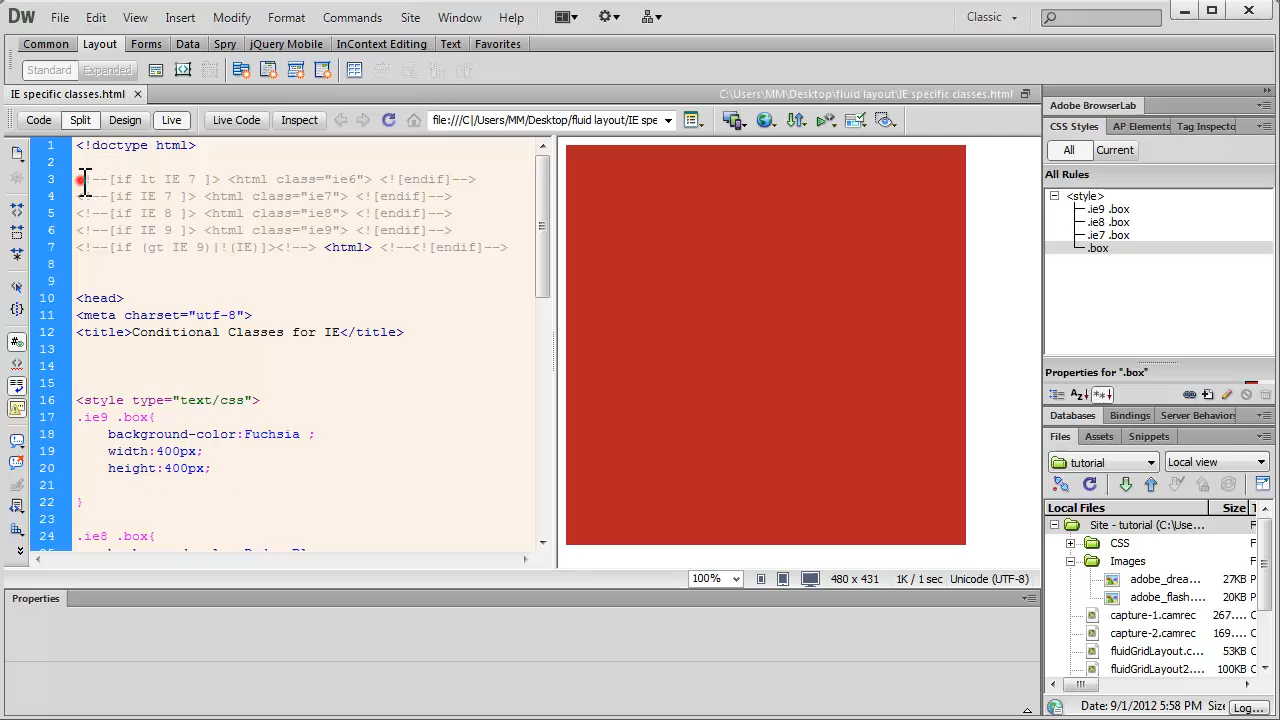 Dw File Edit View Insert Modify Format Commands Site Window Help Classic
Common Layout Forms Data Spry jQuery Mobile InContext Editing Text Favorites
Standard Expanded
IE specific classes.html C:\Users\MM\Desktop\fluid layout\IE specific classes.html
Code Split Design Live Live Code Inspect file:///C|/Users/MM/Desktop/fluid layout/IE spe
1 <!doctype html>
2
3 !--[if lt IE 7 ]> <html class="ie6"> <![endif]-->
4 <!--[if IE 7 ]> <html class="ie7"> <![endif]-->
5 <!--[if IE 8 ]> <html class="ie8"> <![endif]-->
6 <!--[if IE 9 ]> <html class="ie9"> <![endif]-->
7 <!--[if (gt IE 9)|!(IE)]><!--> <html> <!--<![endif]-->
8
9
10 <head>
11 <meta charset="utf-8">
12 <title>Conditional Classes for IE</title>
13
14
15
16 <style type="text/css">
17 .ie9 .box{
18 background-color:Fuchsia ;
19 width:400px;
20 height:400px;
21
22 }
23
24 .ie8 .box{
100% 480 x 431 1K / 1 sec Unicode (UTF-8)
Properties
Adobe BrowserLab
CSS Styles AP Elements Tag Inspecto
All Current
All Rules
<style>
.ie9 .box
.ie8 .box
.ie7 .box
.box
Properties for ".box"
Databases Bindings Server Behaviors
Files Assets Snippets
tutorial Local view
Local Files Size T
Site - tutorial (C:\Use... F
CSS F
Images F
adobe_drea... 27KB P
adobe_flash... 20KB P
capture-1.camrec 267.... C
capture-2.camrec 169.... C
fluidGridLayout.c... 53KB C
fluidGridLayout2.... 100KB C
Date: 9/1/2012 5:58 PM Size Log...